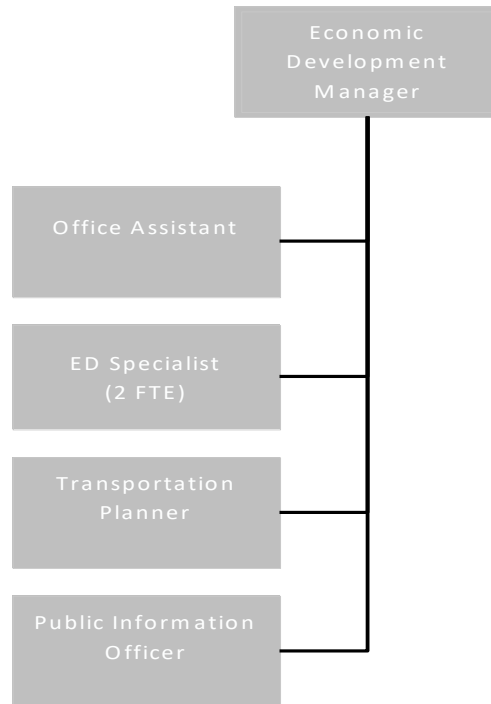 Economic
Development
Manager
Office Assistant
ED Specialist
(2 FTE)
Transportation
Planner
Public Information
Officer